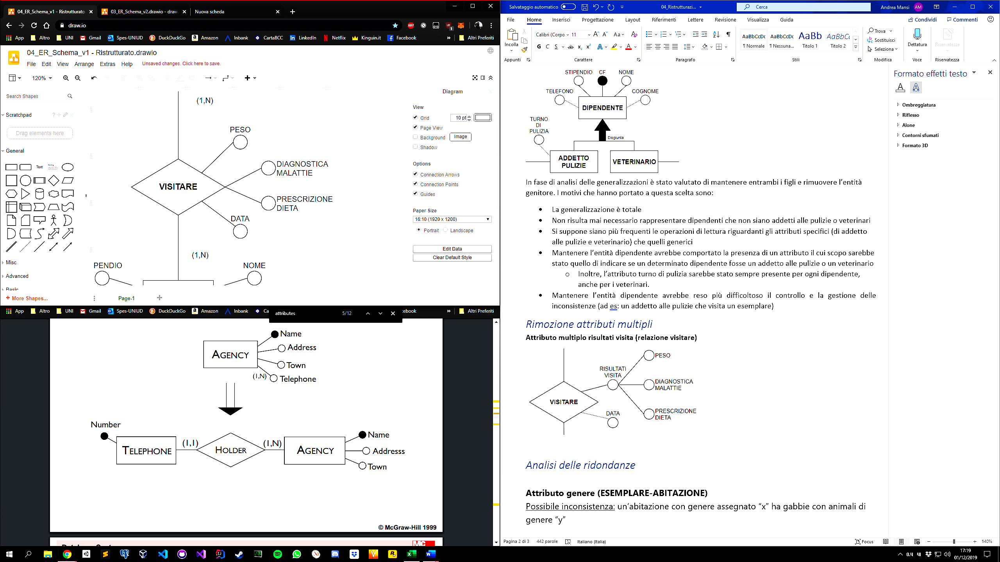 04_ER_Schema_v1 - Ristrutturato
03_ER_Schema_v2.drawio - draw
Nuova scheda
draw.io
1
App
Altro
UNI
Gmail
Spes-UNIUD
DuckDuckGo
Amazon
Inbank
CartaBCC
LinkedIn
Netflix
Kinguin.it
Facebook
»
Altri Preferiti
04_ER_Schema_v1 - Ristrutturato.drawio
File Edit View Arrange Extras Help
Unsaved changes. Click here to save.
120%
Search Shapes
Scratchpad
Drag elements here
General
Text
Misc
Advanced
Basic
+ More Shapes...
(1,N)
PESO
DIAGNOSTICA
MALATTIE
VISITARE
PRESCRIZIONE
DIETA
DATA
(1,N)
PENDIO
NOME
Page-1
Diagram
View
Grid
10 pt
Page View
Background
Image
Shadow
Options
Connection Arrows
Connection Points
Guides
Paper Size
16:10 (1920 x 1200)
Portrait
Landscape
Edit Data
Clear Default Style
App
Altro
UNI
Gmail
Spes-UNIUD
DuckDuckGo
Amazon
Inbank
Ca
attributes
5/12
cebook
»
Altri Preferiti
Name
Address
AGENCY
Town
(1,N)
Telephone
Number
TELEPHONE
(1,1)
HOLDER
(1,N)
AGENCY
Name
Addresss
Town
© McGraw-Hill 1999
Salvataggio automatico
04_Ristrutturazi...
Cerca
Andrea Mansi
AM
File Home Inserisci Progettazione Layout Riferimenti Lettere Revisione Visualizza Guida
Condividi
Commenti
Incolla
Appunti
Calibri (Corpo
11
G C S ab x₂ x²
Carattere
Paragrafo
AaBbCcDc
¶ Normale
AaBbCcDc
¶ Nessuna...
AaBb
Titolo 1
AaBbCc
Titolo 2
Stili
Trova
Sostituisci
Seleziona
Modifica
Dettatura
Voce
Riservatezza
Riservatezza
STIPENDIO
CF
NOME
TELEFONO
COGNOME
DIPENDENTE
TURNO
DI
PULIZIA
Disgiunta
ADDETTO
PULIZIE
VETERINARIO
In fase di analisi delle generalizzazioni è stato valutato di mantenere entrambi i figli e rimuovere l’entità
genitore. I motivi che hanno portato a questa scelta sono:
• La generalizzazione è totale
• Non risulta mai necessario rappresentare dipendenti che non siano addetti alle pulizie o veterinari
• Si suppone siano più frequenti le operazioni di lettura riguardanti gli attributi specifici (di addetto
alle pulizie e veterinario) che quelli generici
• Mantenere l’entità dipendente avrebbe comportato la presenza di un attributo il cui scopo sarebbe
stato quello di indicare se un determinato dipendente fosse un addetto alle pulizie o un veterinario
o Inoltre, l’attributo turno di pulizia sarebbe stato sempre presente per ogni dipendente,
anche per i veterinari.
• Mantenere l’entità dipendente avrebbe reso più difficoltoso il controllo e la gestione delle
inconsistenze (ad es: un addetto alle pulizie che visita un esemplare)
Rimozione attributi multipli
Attributo multiplo risultati visita (relazione visitare)
PESO
RISULTATI
VISITA
DIAGNOSTICA
MALATTIE
VISITARE
DATA
PRESCRIZIONE
DIETA
Analisi delle ridondanze
Attributo genere (ESEMPLARE-ABITAZIONE)
Possibile inconsistenza: un’abitazione con genere assegnato “x” ha gabbie con animali di
genere “y”
Formato effetti testo
Ombreggiatura
Riflesso
Alone
Contorni sfumati
Formato 3D
Pagina 2 di 3
442 parole
Italiano (Italia)
Focus
140%
17:19
01/12/2019